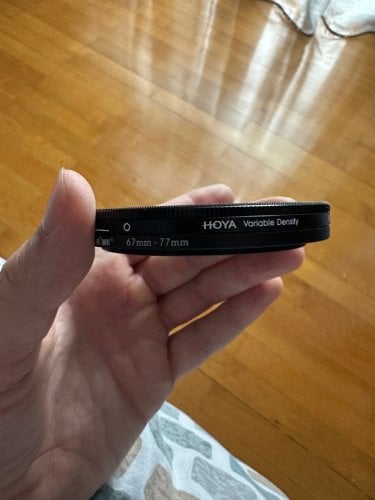 O HOYA Variable Density
67mm - 77mm